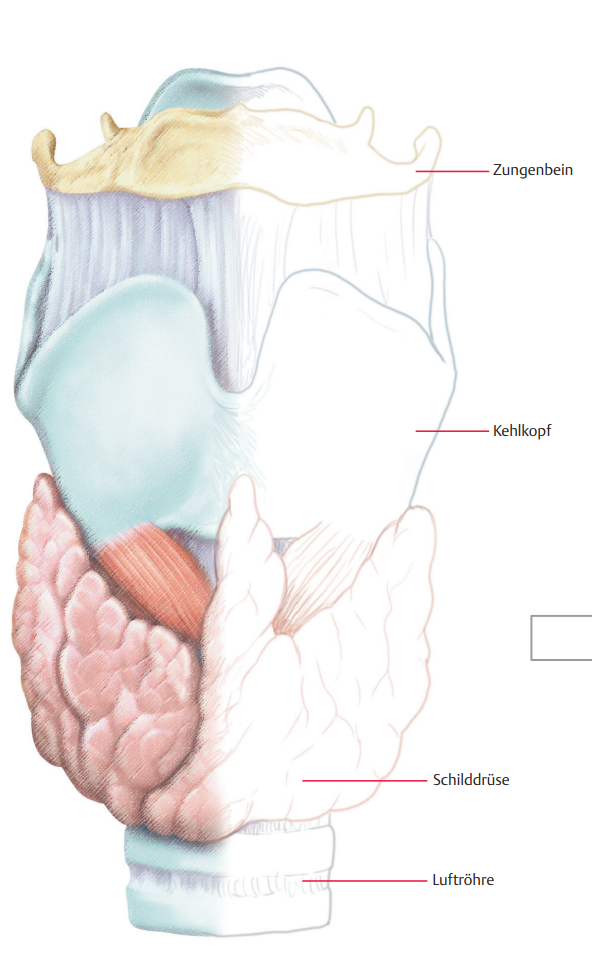 Zungenbein
Kehlkopf
Schilddrüse
Luftröhre